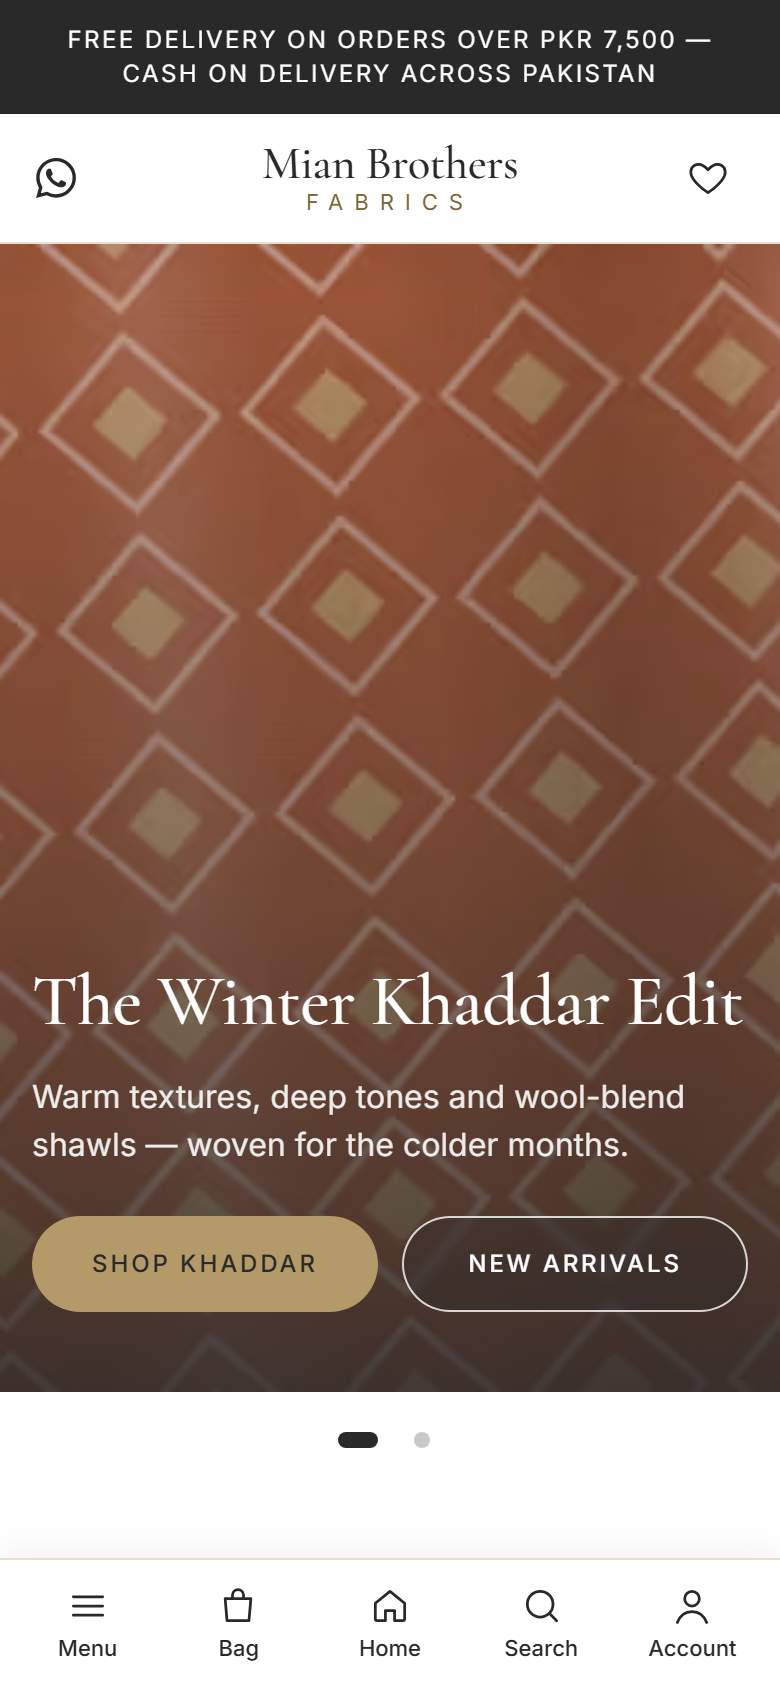 FREE DELIVERY ON ORDERS OVER PKR 7,500 —
CASH ON DELIVERY ACROSS PAKISTAN
Mian Brothers
FABRICS
The Winter Khaddar Edit
Warm textures, deep tones and wool-blend
shawls — woven for the colder months.
SHOP KHADDAR
NEW ARRIVALS
Menu
Bag
Home
Search
Account